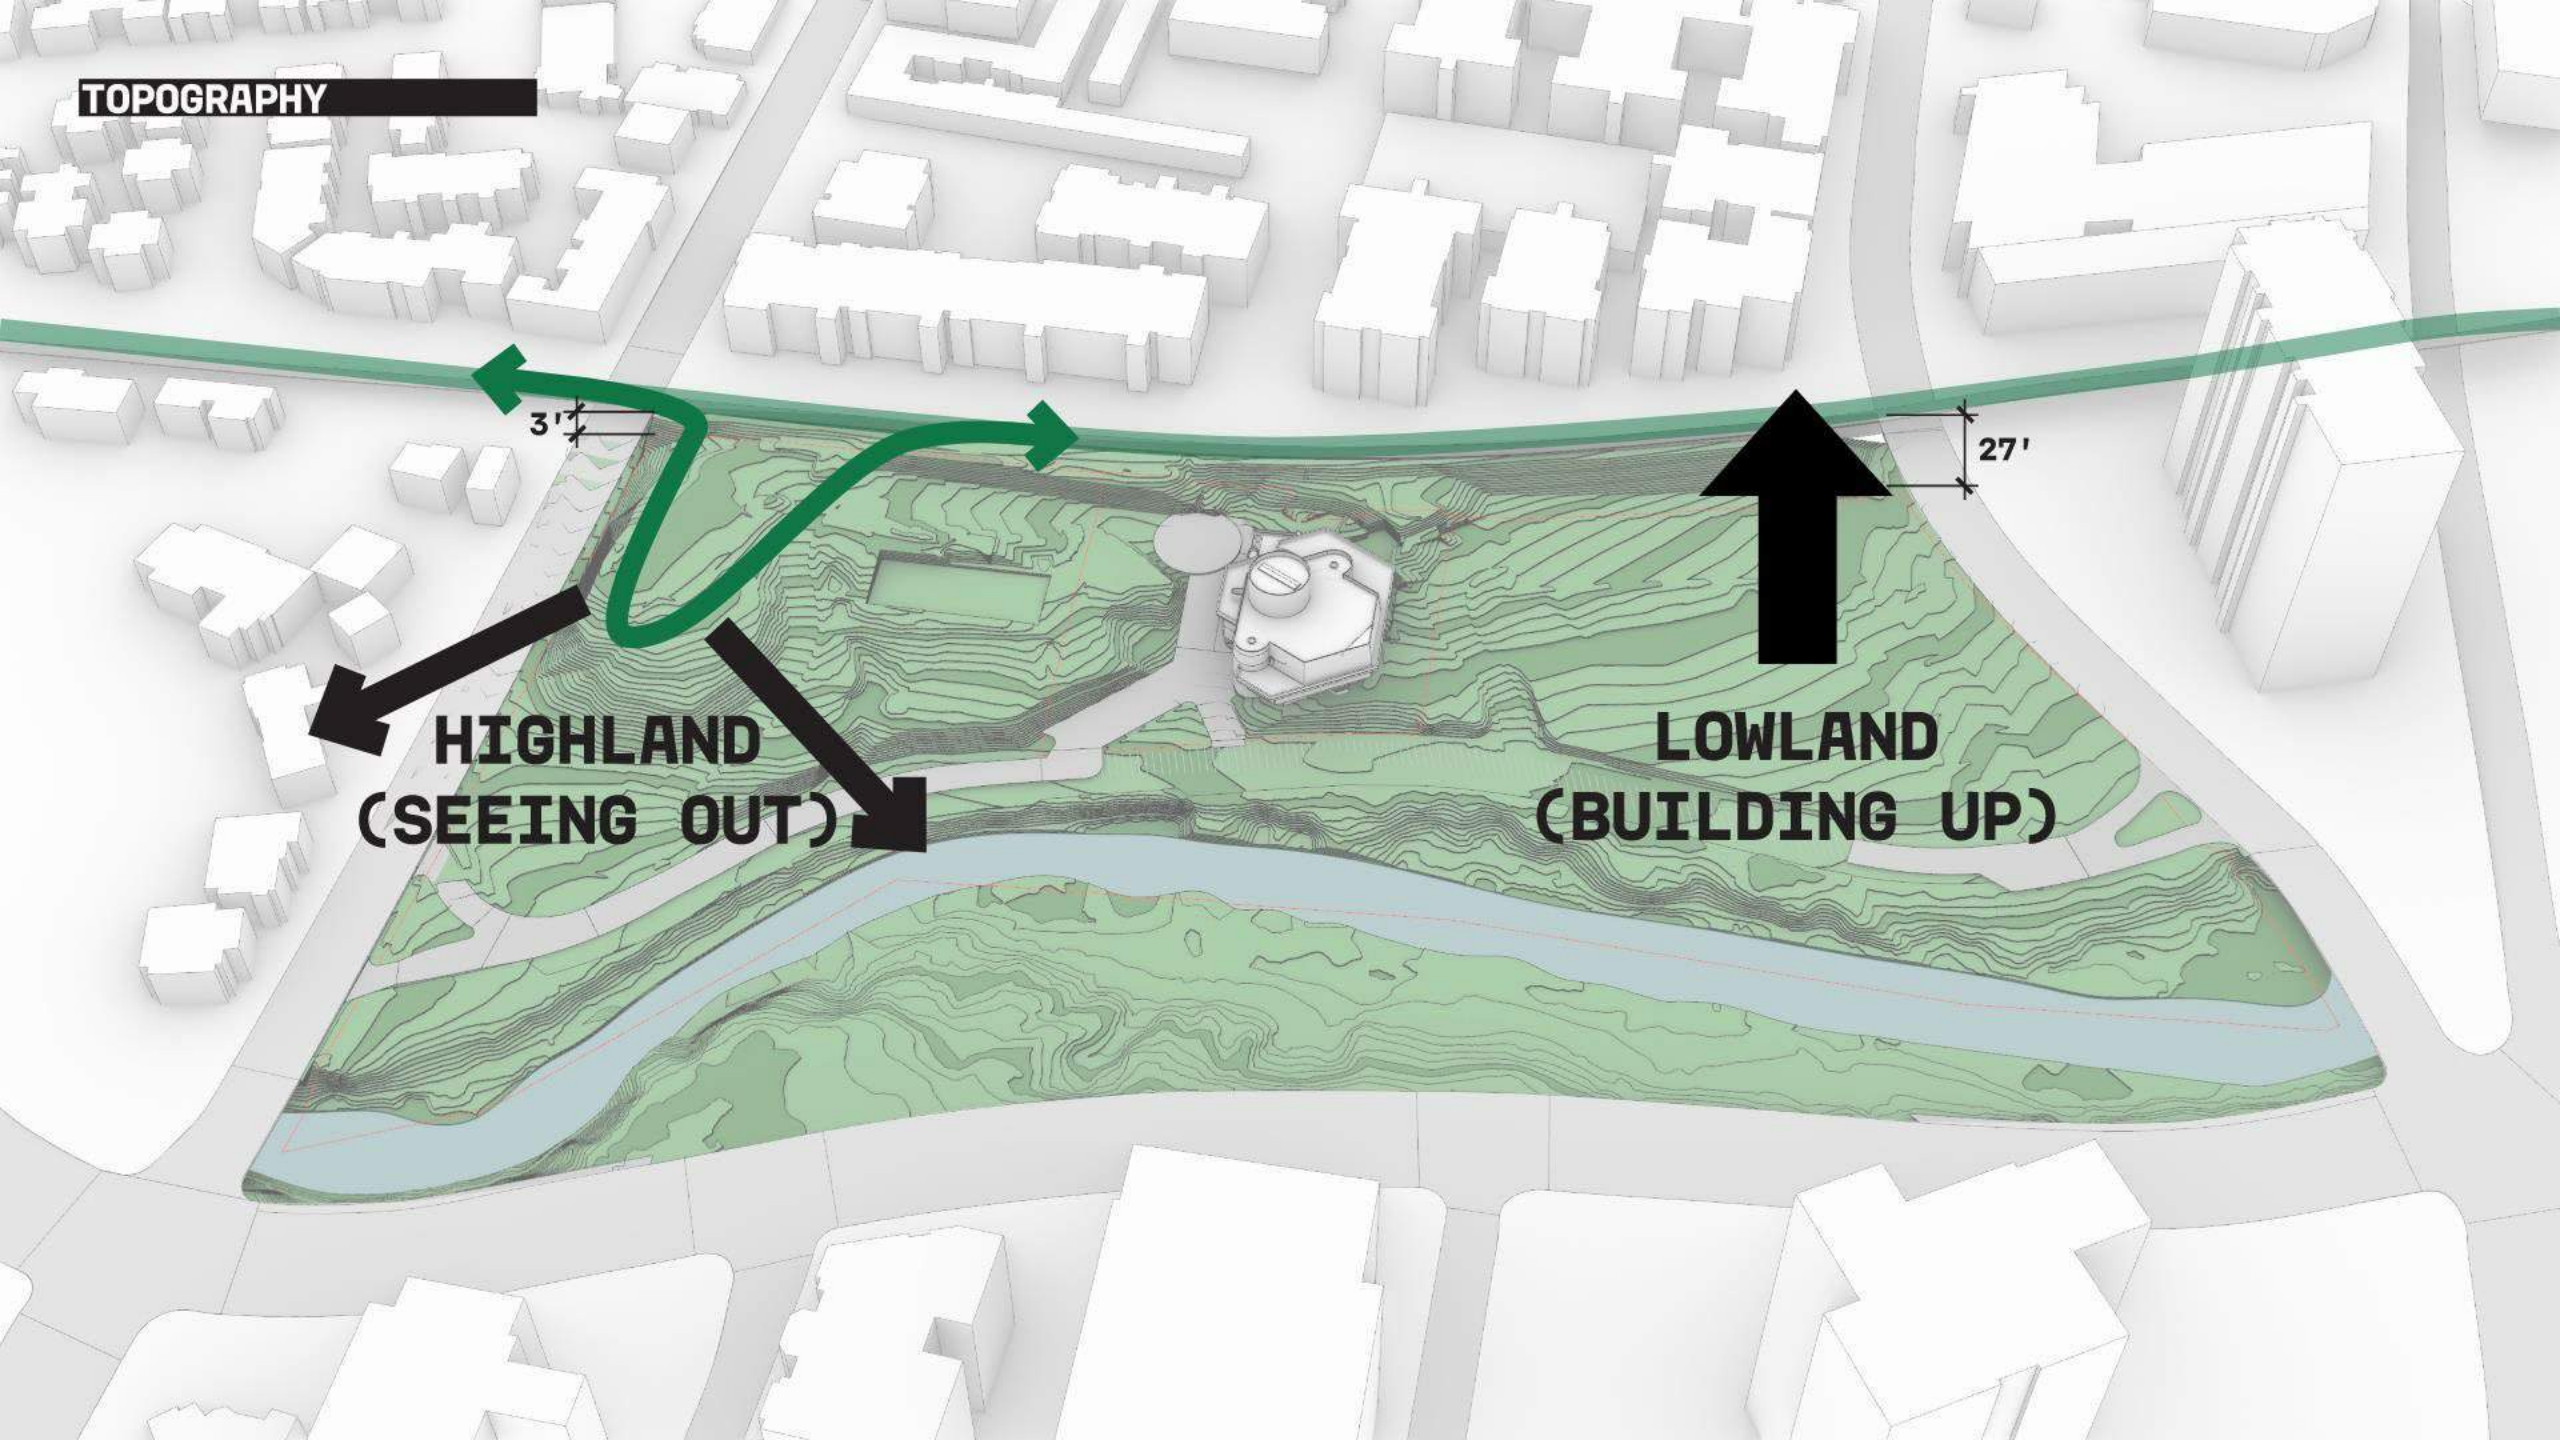 TOPOGRAPHY
3'
27'
HIGHLAND
(SEEING OUT)
LOWLAND
(BUILDING UP)